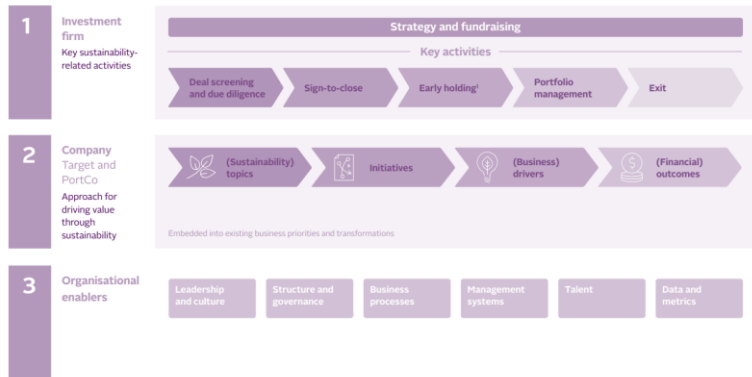 1
Investment
firm
Key sustainability-
related activities
Strategy and fundraising
Key activities
Deal screening
and due diligence
Sign-to-close
Early holding¹
Portfolio
management
Exit
2
Company
Target and
PortCo
Approach for
driving value
through
sustainability
(Sustainability)
topics
Initiatives
(Business)
drivers
(Financial)
outcomes
Embedded into existing business priorities and transformations
3
Organisational
enablers
Leadership
and culture
Structure and
governance
Business
processes
Management
systems
Talent
Data and
metrics